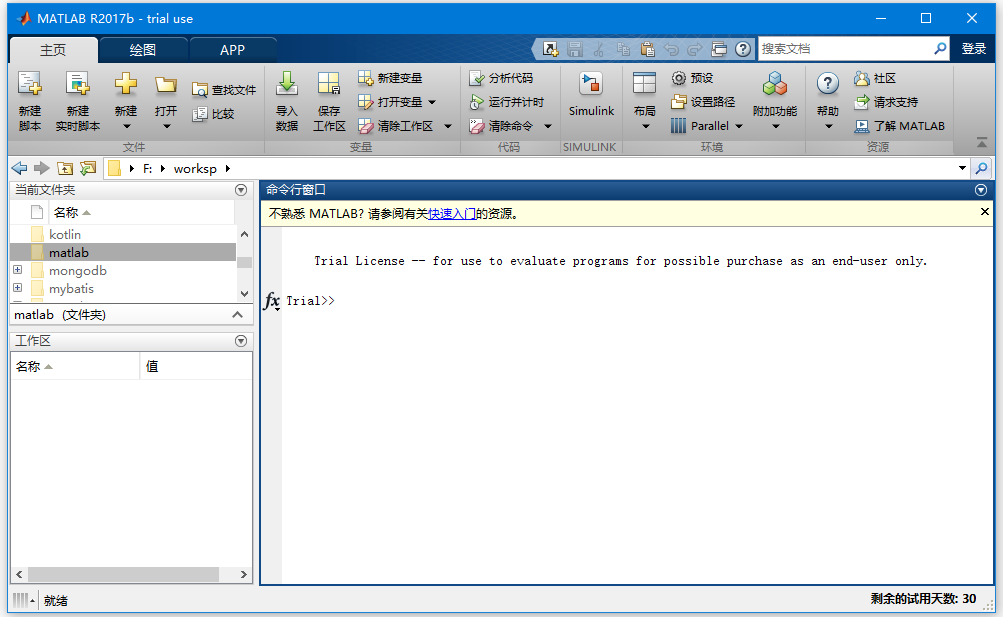 MATLAB R2017b - trial use
主页 绘图 APP 搜索文档 登录
新建脚本
新建实时脚本
新建
打开
查找文件
比较
文件
导入数据
保存工作区
新建变量
打开变量
清除工作区
变量
分析代码
运行并计时
清除命令
代码
Simulink
SIMULINK
布局
预设
设置路径
Parallel
附加功能
环境
帮助
社区
请求支持
了解 MATLAB
资源
F: worksp
当前文件夹
名称
kotlin
matlab
mongodb
mybatis
matlab (文件夹)
工作区
名称 值
命令行窗口
不熟悉 MATLAB? 请参阅有关快速入门的资源。
Trial License -- for use to evaluate programs for possible purchase as an end-user only.
fx Trial>>
就绪
剩余的试用天数: 30